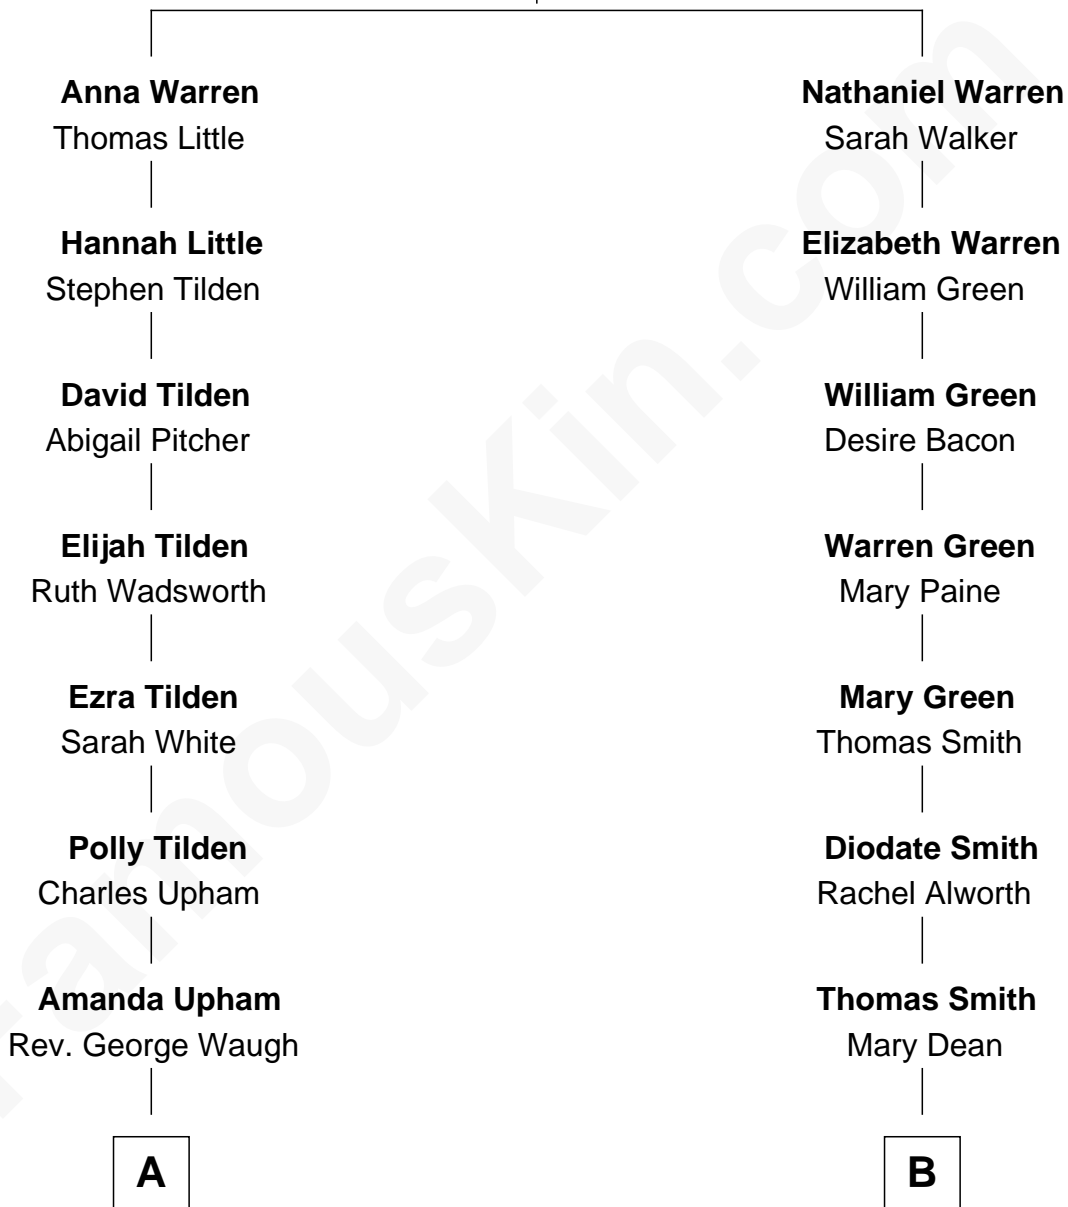 Anna Warren
Thomas Little
Nathaniel Warren
Sarah Walker
Hannah Little
Stephen Tilden
Elizabeth Warren
William Green
David Tilden
Abigail Pitcher
William Green
Desire Bacon
Elijah Tilden
Ruth Wadsworth
Warren Green
Mary Paine
Ezra Tilden
Sarah White
Mary Green
Thomas Smith
Polly Tilden
Charles Upham
Diodate Smith
Rachel Alworth
Amanda Upham
Rev. George Waugh
Thomas Smith
Mary Dean
A
B
FamousKin.com